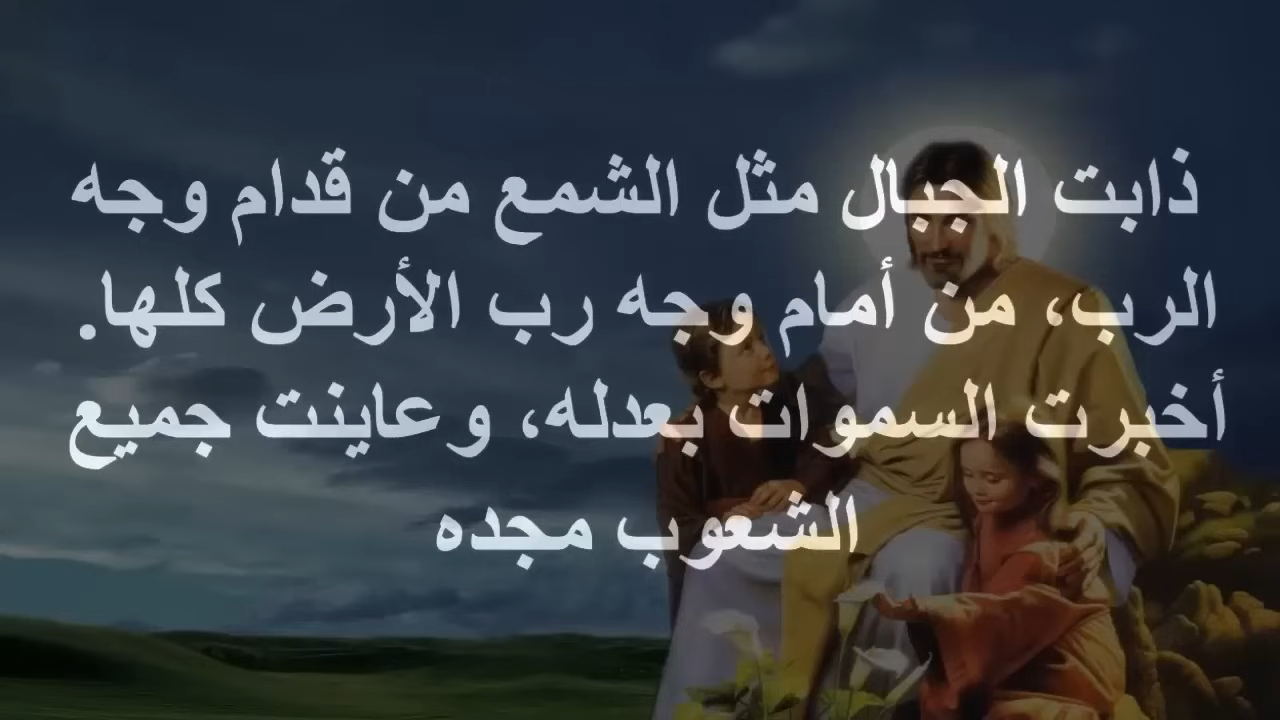 ذابت الجبال مثل الشمع من قدام وجه
الرب، من أمام وجه رب الأرض كلها.
أخبرت السموات بعدله، وعاينت جميع
الشعوب مجده